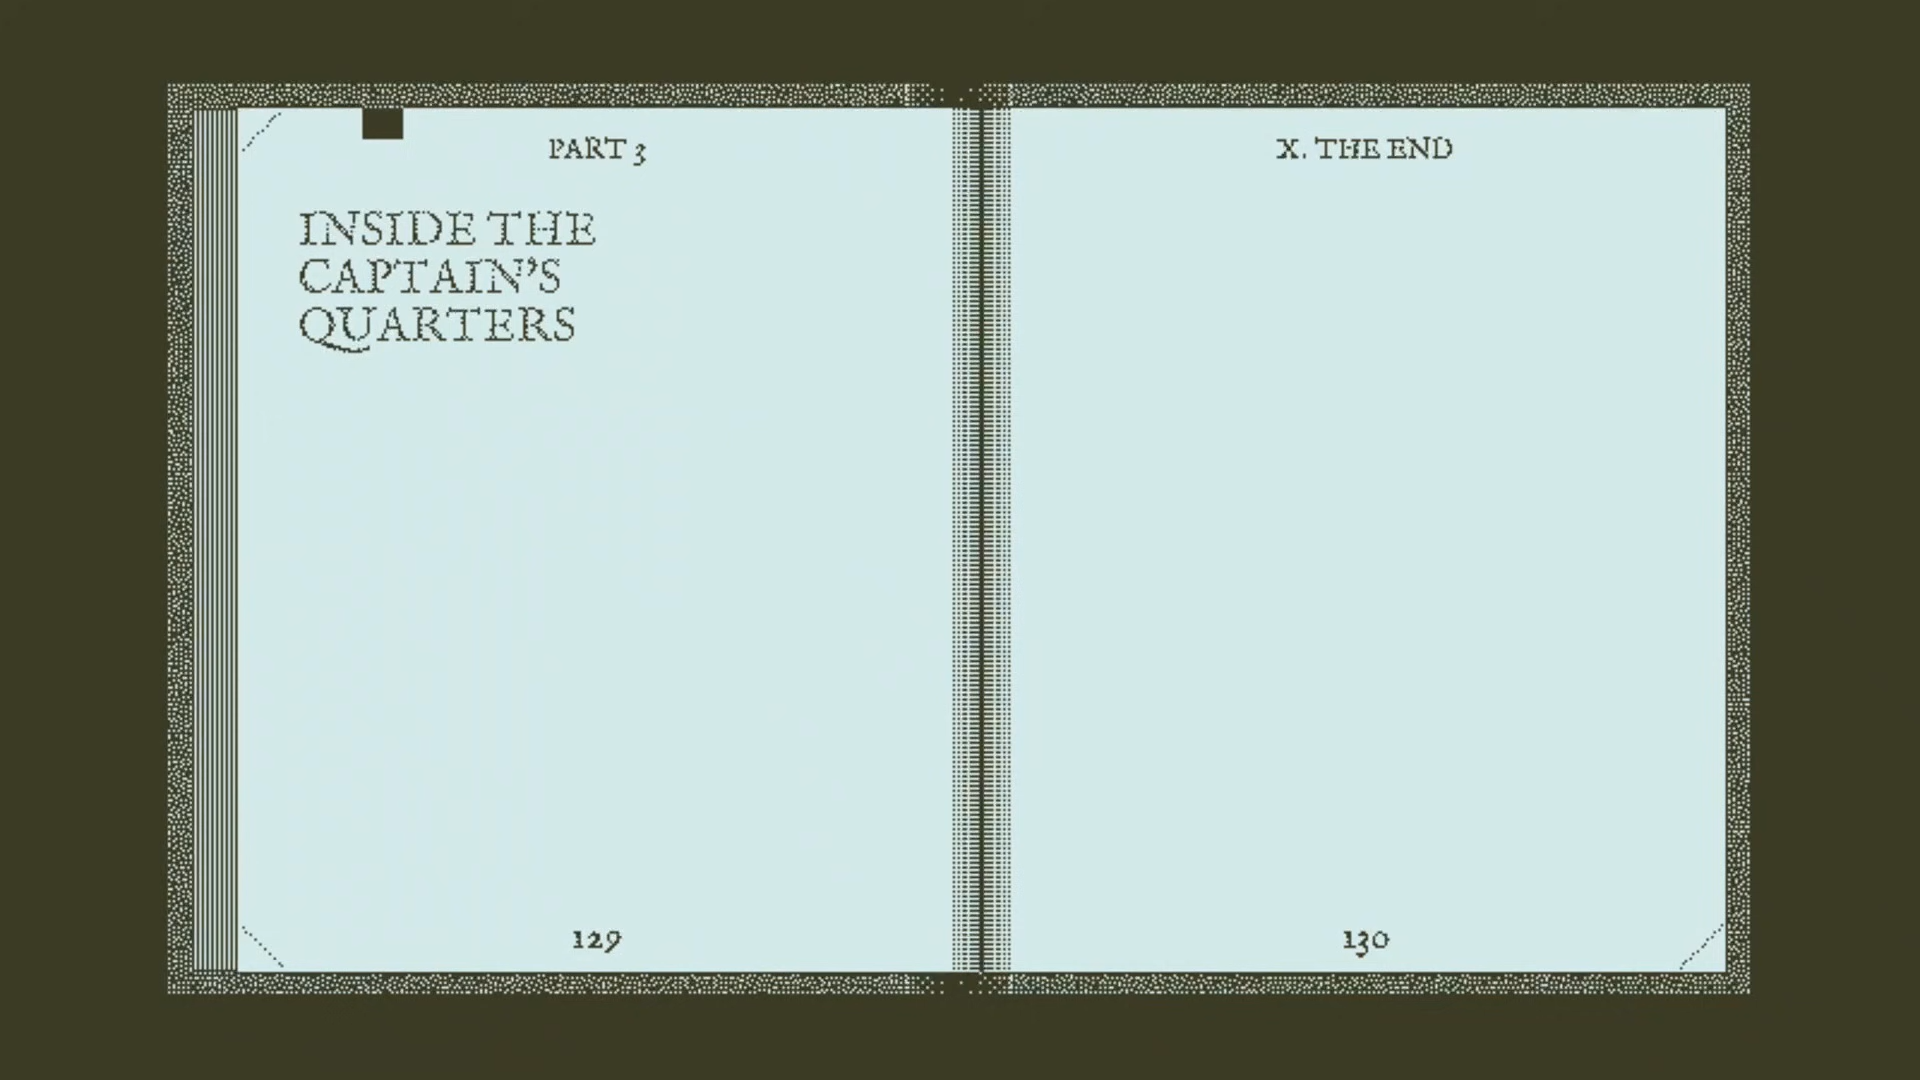 PART 3
INSIDE THE
CAPTAIN'S
QUARTERS
129
X. THE END
130